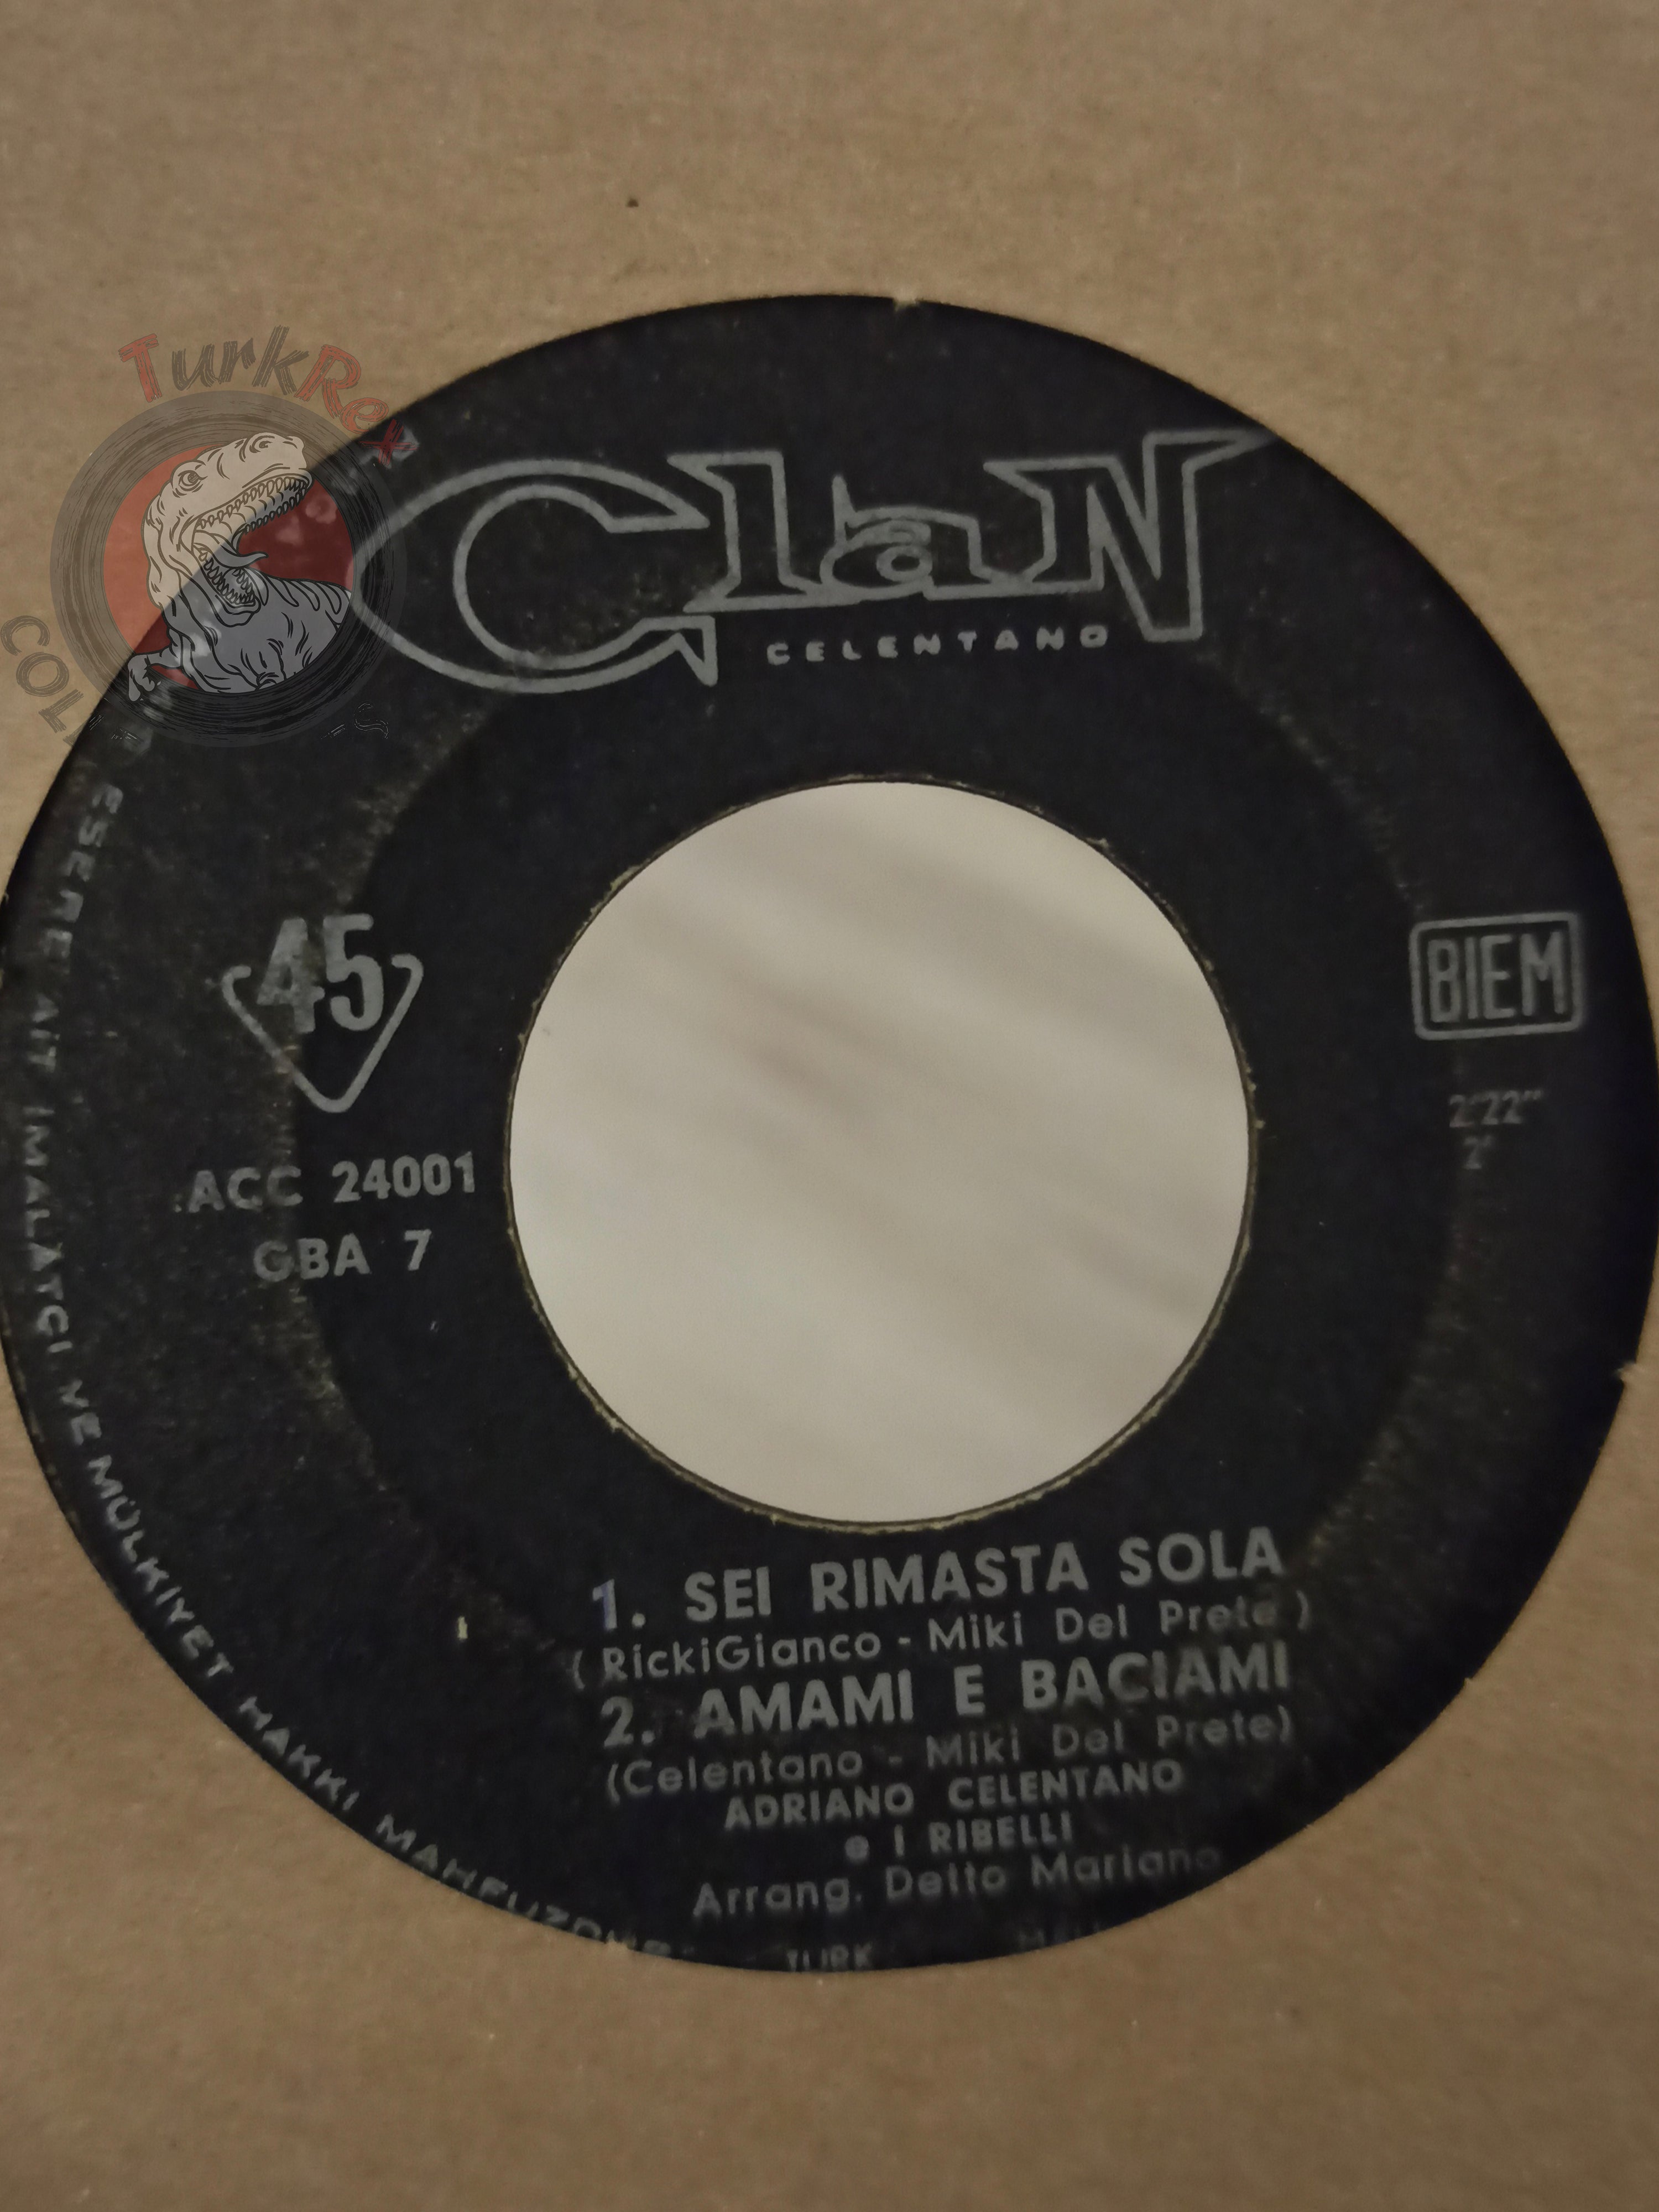 TurkRex
Clan
CELENTANO
45
BIEM
ACC 24001
GBA 7
2'22"
2'
1. SEI RIMASTA SOLA
(RickiGianco - Miki Del Prete)
2. AMAMI E BACIAMI
(Celentano - Miki Del Prete)
ADRIANO CELENTANO
e I RIBELLI
Arrang. Detto Mariano
ESERE AİT İMALATÇI VE MÜLKİYET HAKKI MAHFUZDUR
TURK